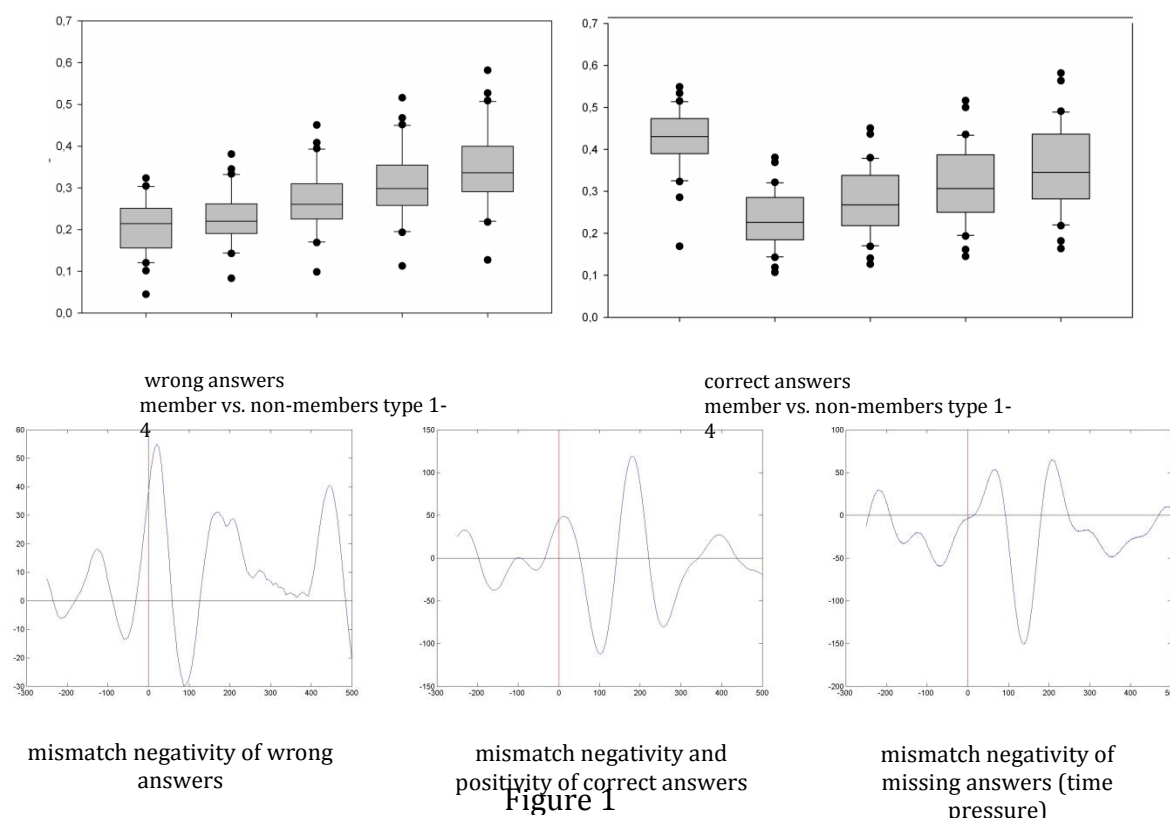 0,7
0,6
0,5
0,4
0,3
0,2
0,1
0,0
0,7
0,6
0,5
0,4
0,3
0,2
0,1
0,0
wrong answers
member vs. non-members type 1-
4
correct answers
member vs. non-members type 1-
4
60
50
40
30
20
10
0
-10
-20
-30
-300 -200 -100 0 100 200 300 400 500
100
50
0
-50
-100
-150
-300 -200 -100 0 100 200 300 400 500
100
50
0
-50
-100
-150
-200
-300 -200 -100 0 100 200 300 400 500
mismatch negativity of wrong
answers
mismatch negativity and
positivity of correct answers
mismatch negativity of
missing answers (time
pressure)
Figure 1